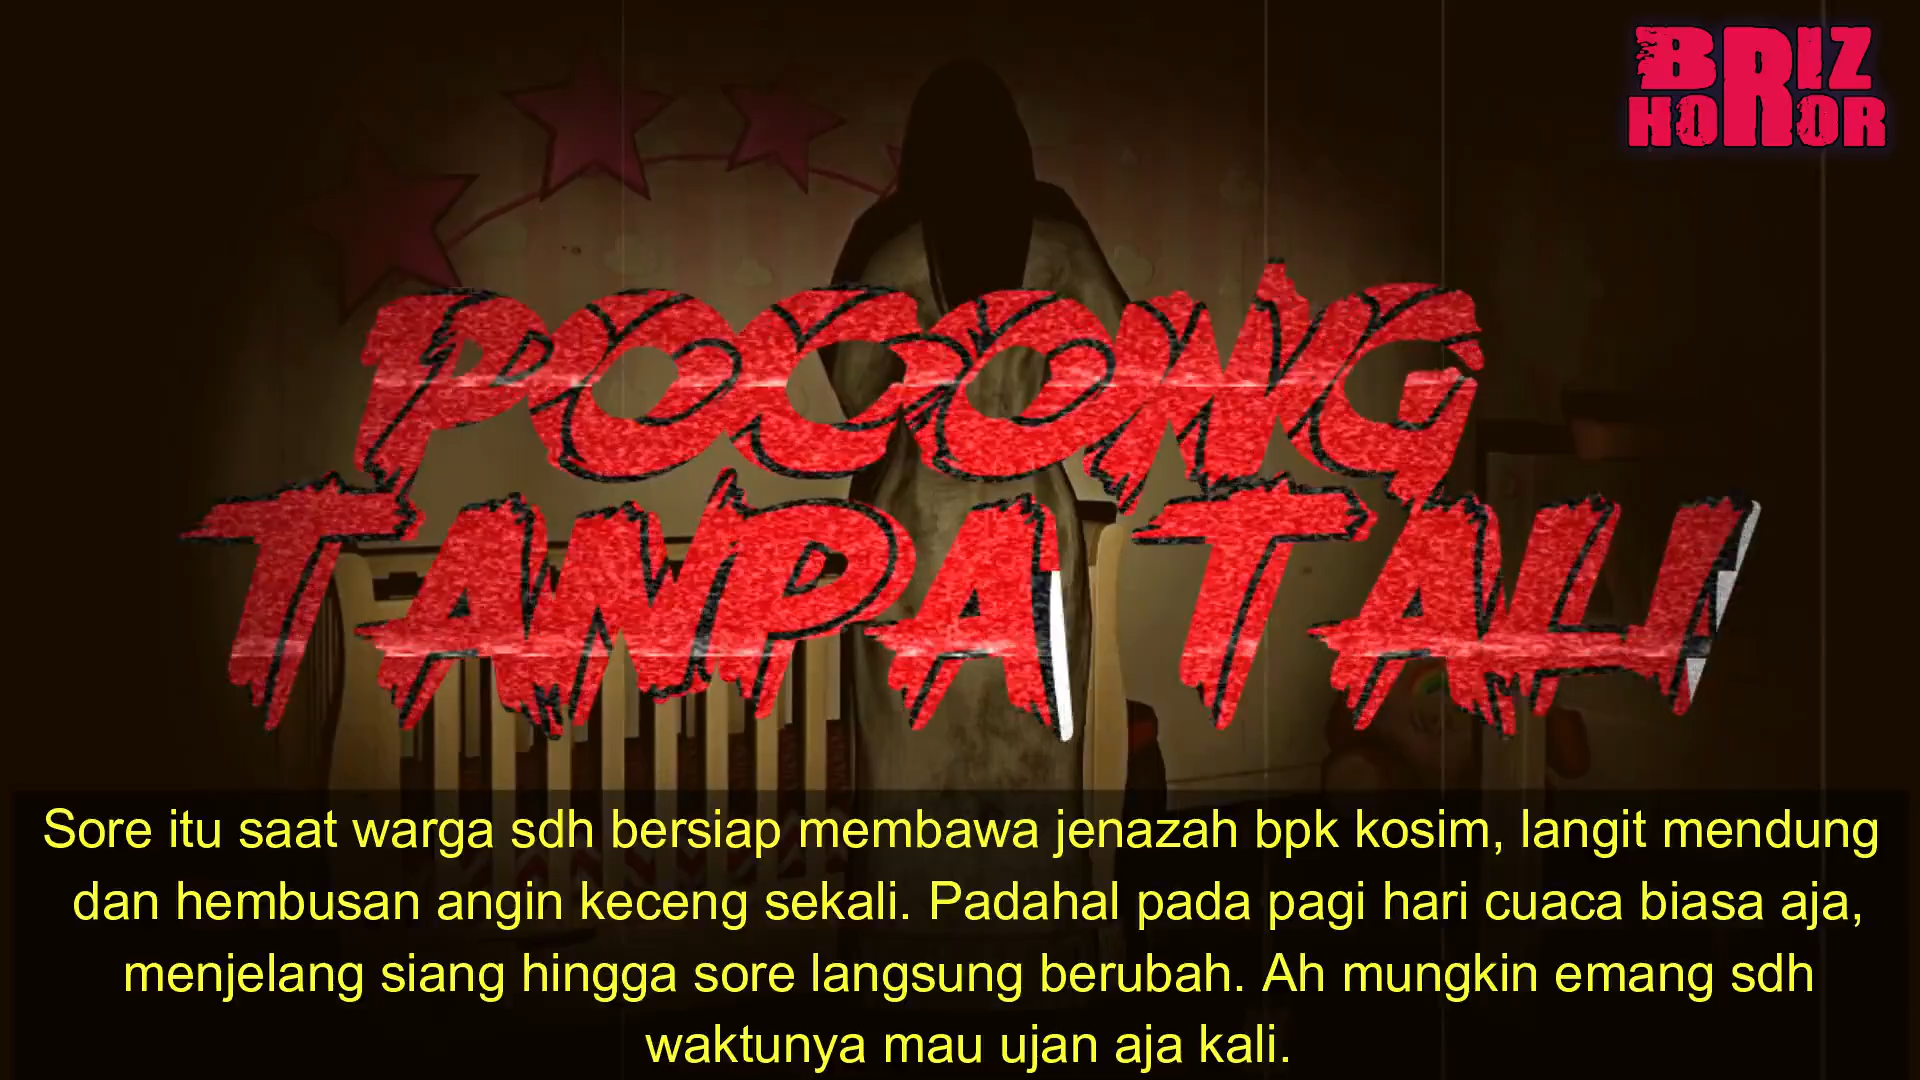 BRIZ
HOROR
POCONG
TANPA TALI
Sore itu saat warga sdh bersiap membawa jenazah bpk kosim, langit mendung
dan hembusan angin keceng sekali. Padahal pada pagi hari cuaca biasa aja,
menjelang siang hingga sore langsung berubah. Ah mungkin emang sdh
waktunya mau ujan aja kali.